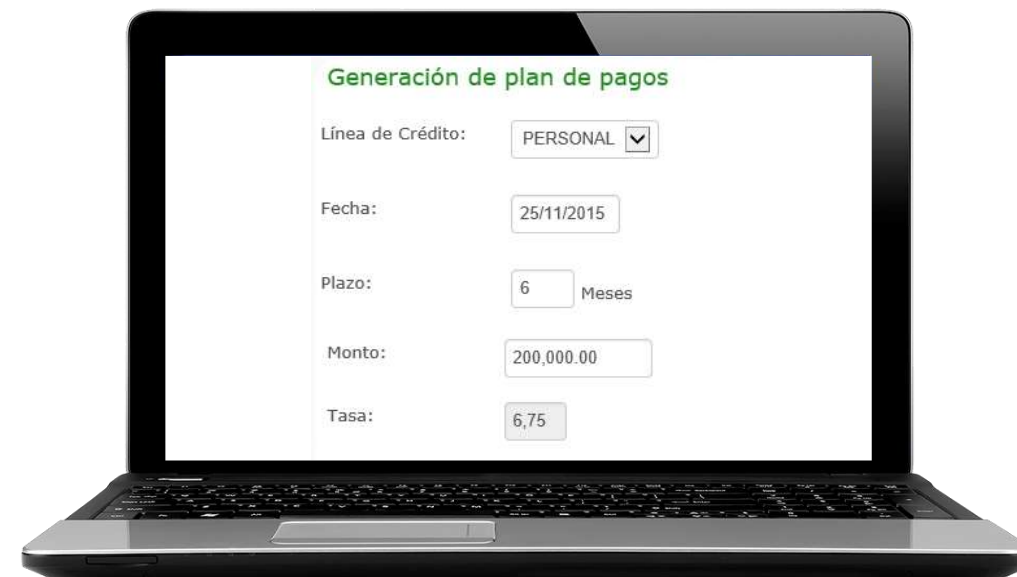 Generación de plan de pagos
Línea de Crédito: PERSONAL
Fecha: 25/11/2015
Plazo: 6 Meses
Monto: 200,000.00
Tasa: 6,75